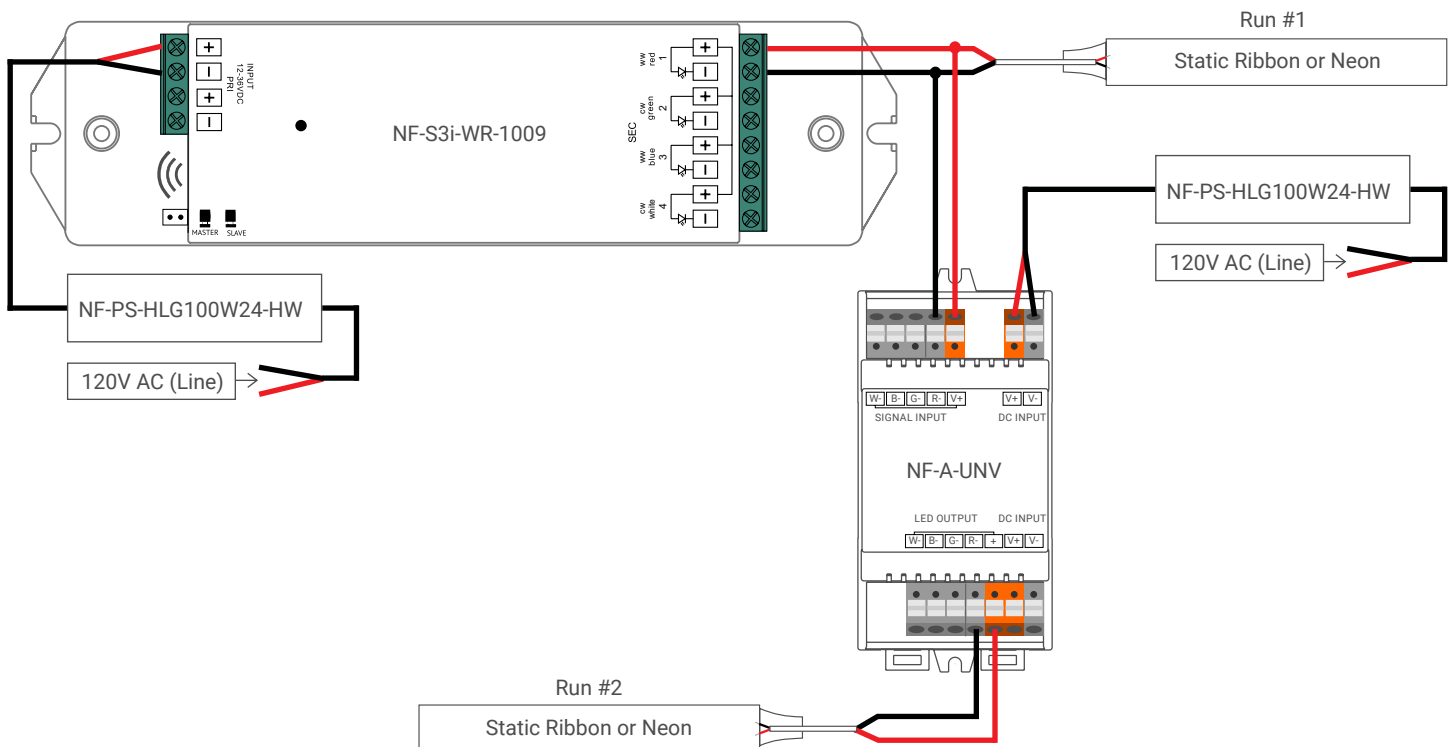 Run #1
Static Ribbon or Neon
+
−
+
−
INPUT
12-36VDC
PRI
NF-S3i-WR-1009
SEC
ww
red
1
+
−
cw
green
2
+
−
ww
blue
3
+
−
cw
white
4
+
−
MASTER SLAVE
NF-PS-HLG100W24-HW
120V AC (Line)
NF-PS-HLG100W24-HW
120V AC (Line)
W- B- G- R- V+ V+ V-
SIGNAL INPUT DC INPUT
NF-A-UNV
LED OUTPUT DC INPUT
W- B- G- R- + V+ V-
Run #2
Static Ribbon or Neon